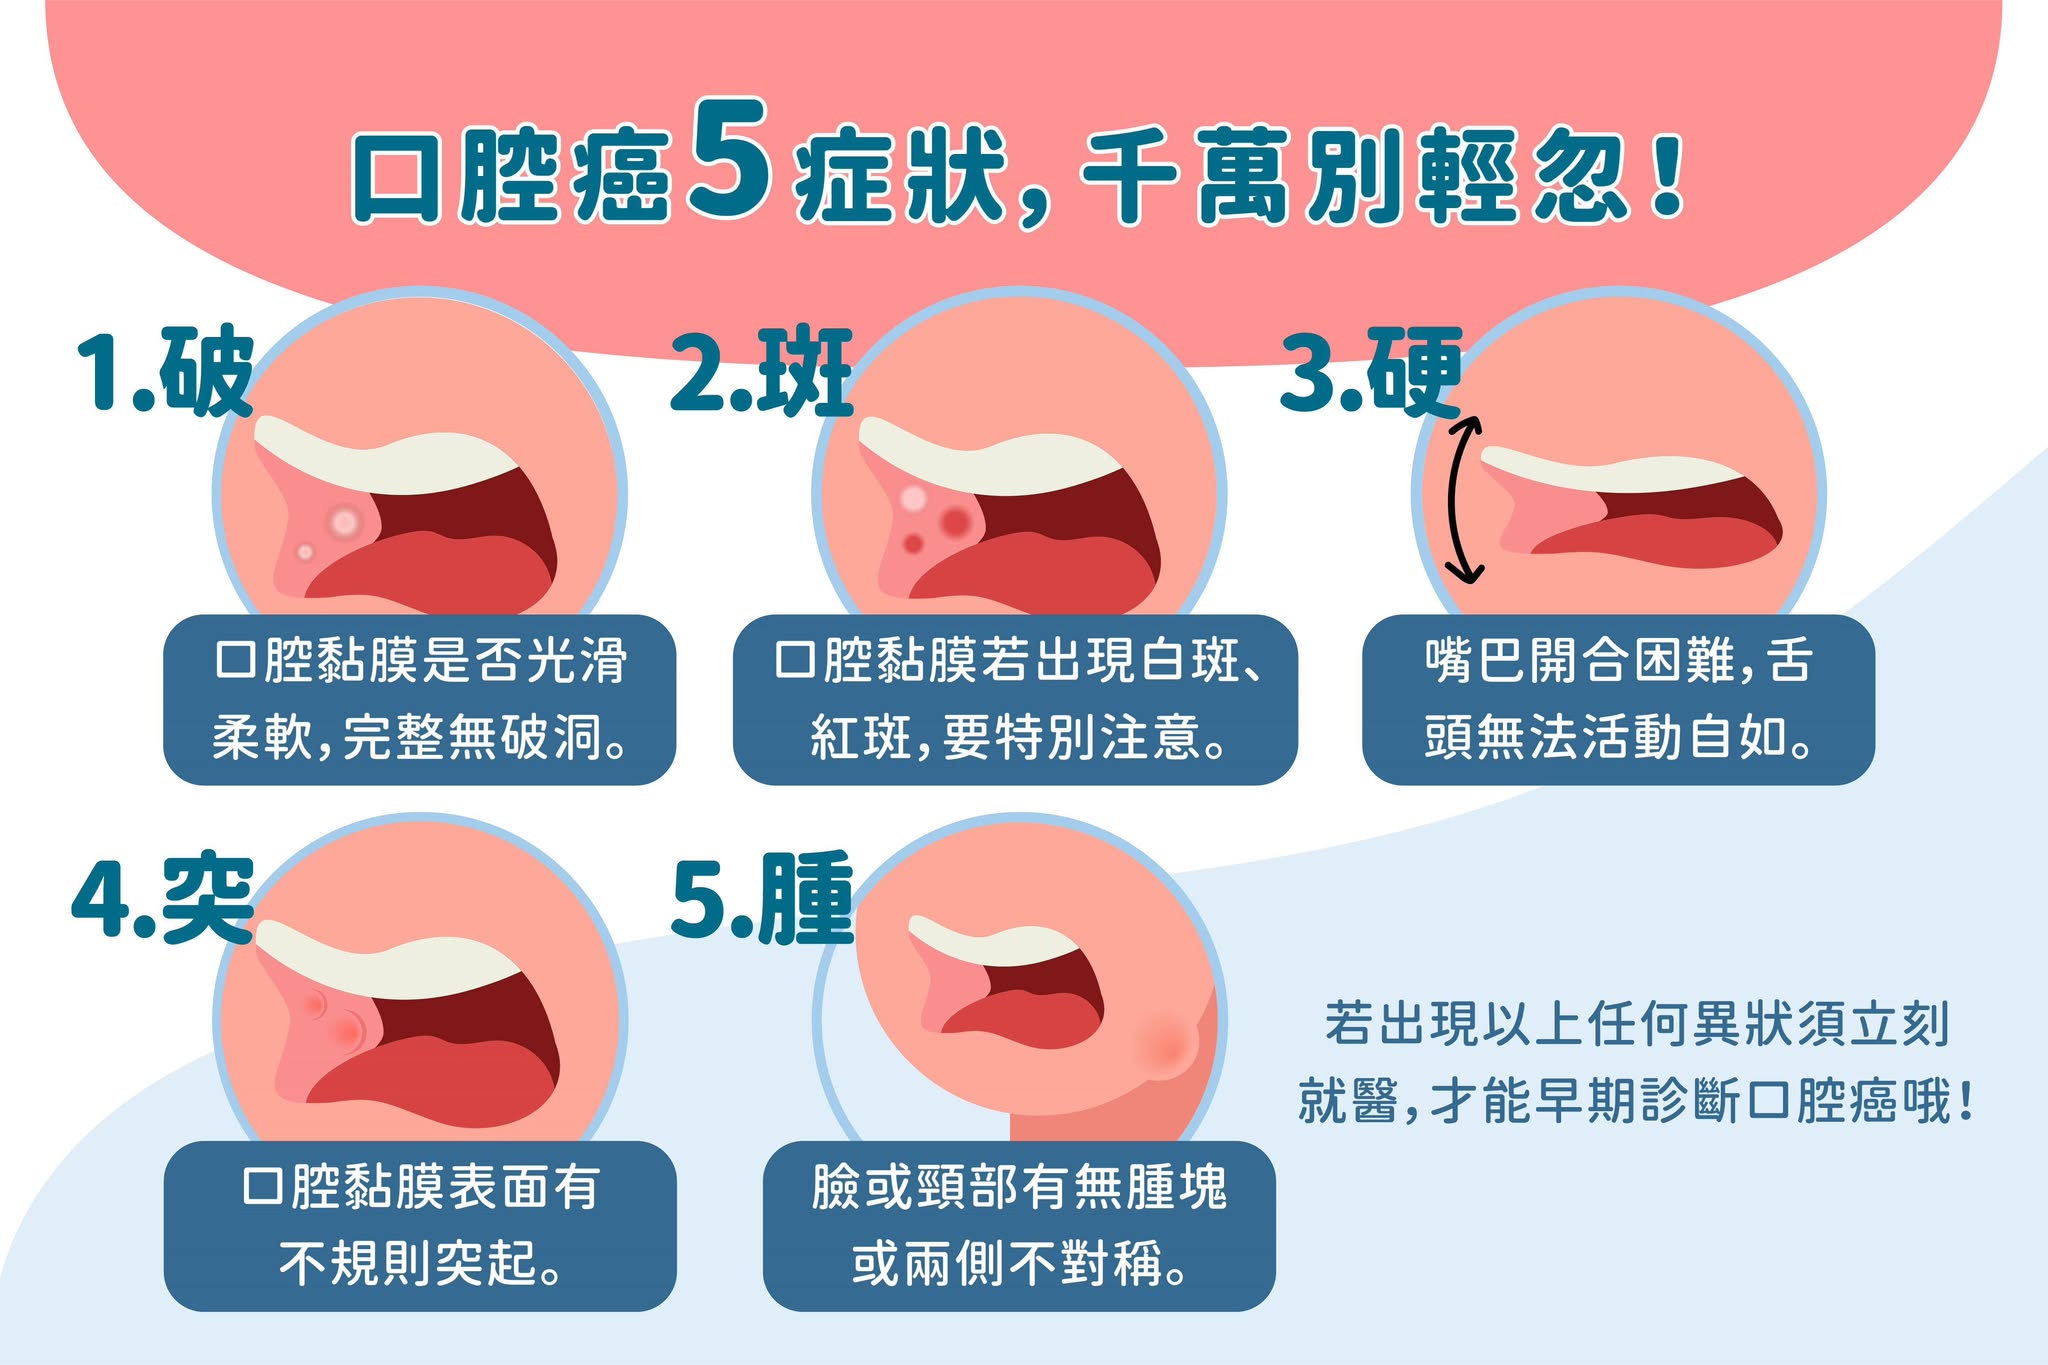 口腔癌5症狀,千萬別輕忽!
1.破
口腔黏膜是否光滑
柔軟,完整無破洞。
2.斑
口腔黏膜若出現白斑、
紅斑,要特別注意。
3.硬
嘴巴開合困難,舌
頭無法活動自如。
4.突
口腔黏膜表面有
不規則突起。
5.腫
臉或頸部有無腫塊
或兩側不對稱。
若出現以上任何異狀須立刻
就醫,才能早期診斷口腔癌哦!